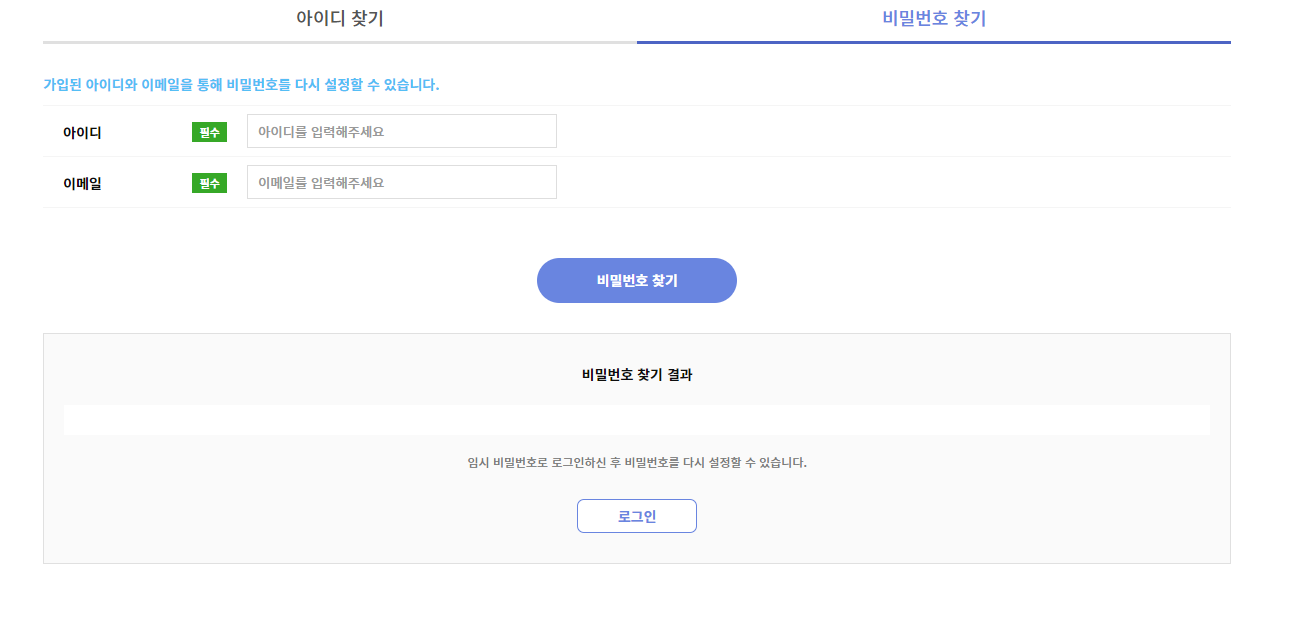 아이디 찾기 비밀번호 찾기
가입된 아이디와 이메일을 통해 비밀번호를 다시 설정할 수 있습니다.
아이디 필수 아이디를 입력해주세요
이메일 필수 이메일를 입력해주세요
비밀번호 찾기
비밀번호 찾기 결과
임시 비밀번호로 로그인하신 후 비밀번호를 다시 설정할 수 있습니다.
로그인